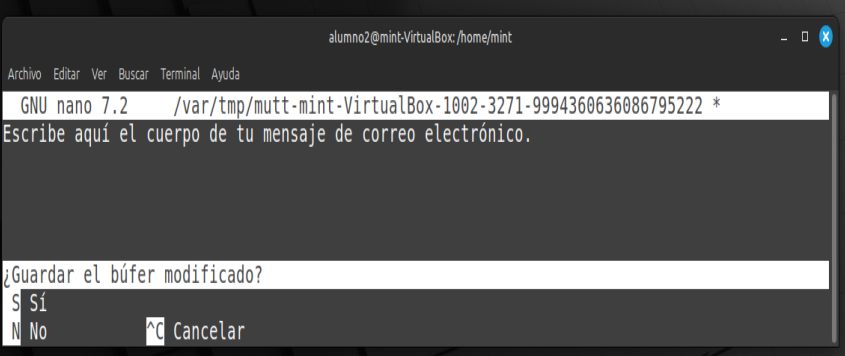 alumno2@mint-VirtualBox: /home/mint
Archivo Editar Ver Buscar Terminal Ayuda
GNU nano 7.2 /var/tmp/mutt-mint-VirtualBox-1002-3271-9994360636086795222 *
Escribe aquí el cuerpo de tu mensaje de correo electrónico.
¿Guardar el búfer modificado?
S Sí
N No ^C Cancelar